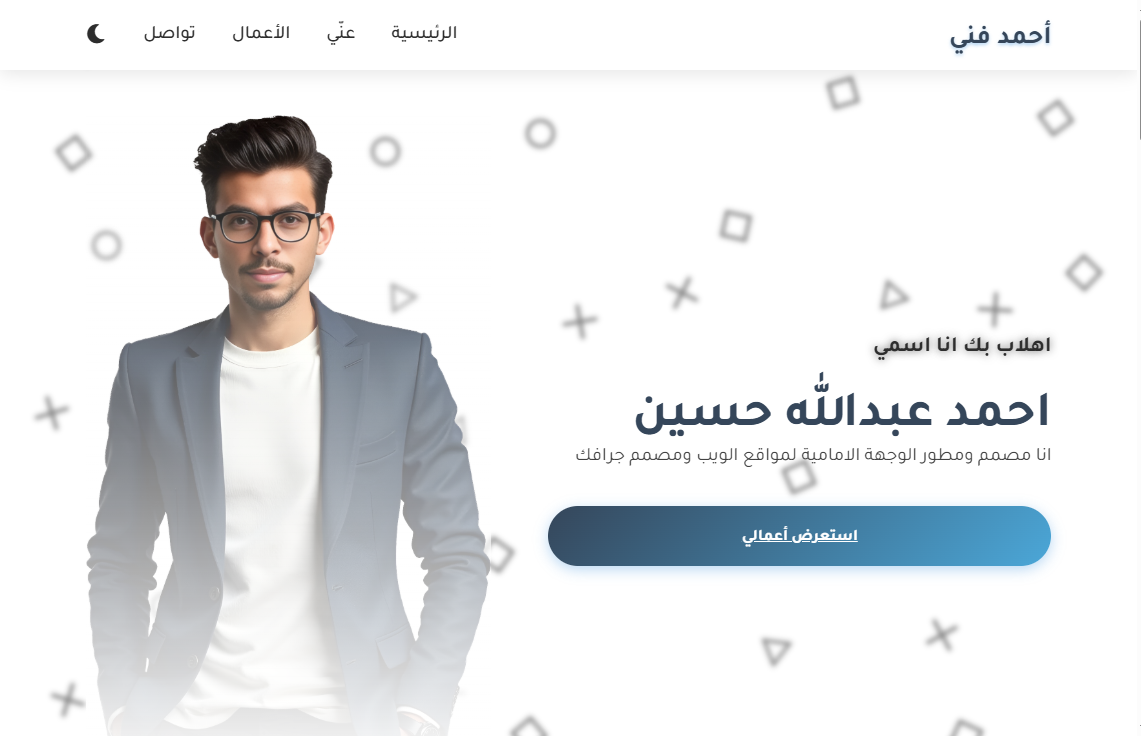 أحمد فني
الرئيسية عنّي الأعمال تواصل
اهلاب بك انا اسمي
احمد عبدالله حسين
انا مصمم ومطور الوجهة الامامية لمواقع الويب ومصمم جرافك
استعرض أعمالي